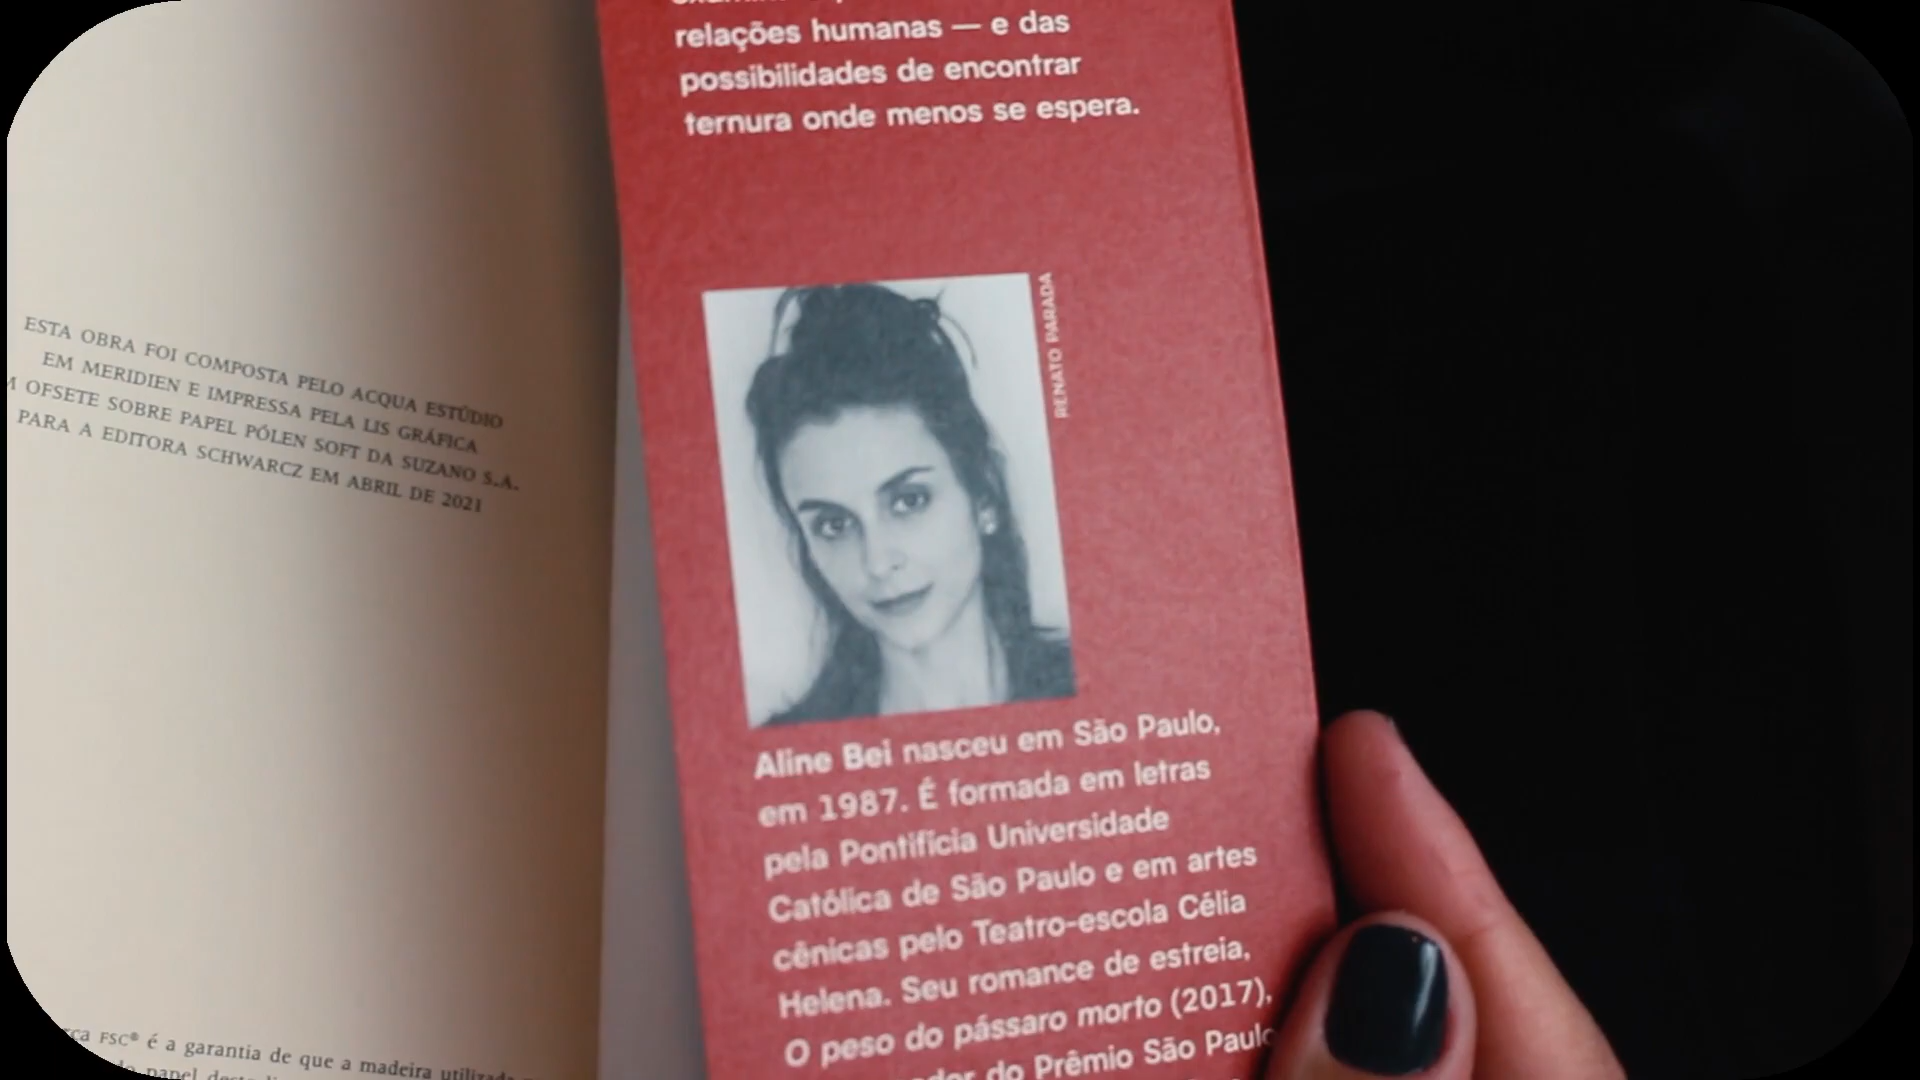 ESTA OBRA FOI COMPOSTA PELO ACQUA ESTÚDIO
EM MERIDIEN E IMPRESSA PELA LIS GRÁFICA
OFSETE SOBRE PAPEL PÓLEN SOFT DA SUZANO S.A.
PARA A EDITORA SCHWARCZ EM ABRIL DE 2021
FSC® é a garantia de que a madeira utilizada
papel
relações humanas — e das
possibilidades de encontrar
ternura onde menos se espera.
RENATO PARADA
Aline Bei nasceu em São Paulo,
em 1987. É formada em letras
pela Pontifícia Universidade
Católica de São Paulo e em artes
cênicas pelo Teatro-escola Célia
Helena. Seu romance de estreia,
O peso do pássaro morto (2017),
do Prêmio São Paulo